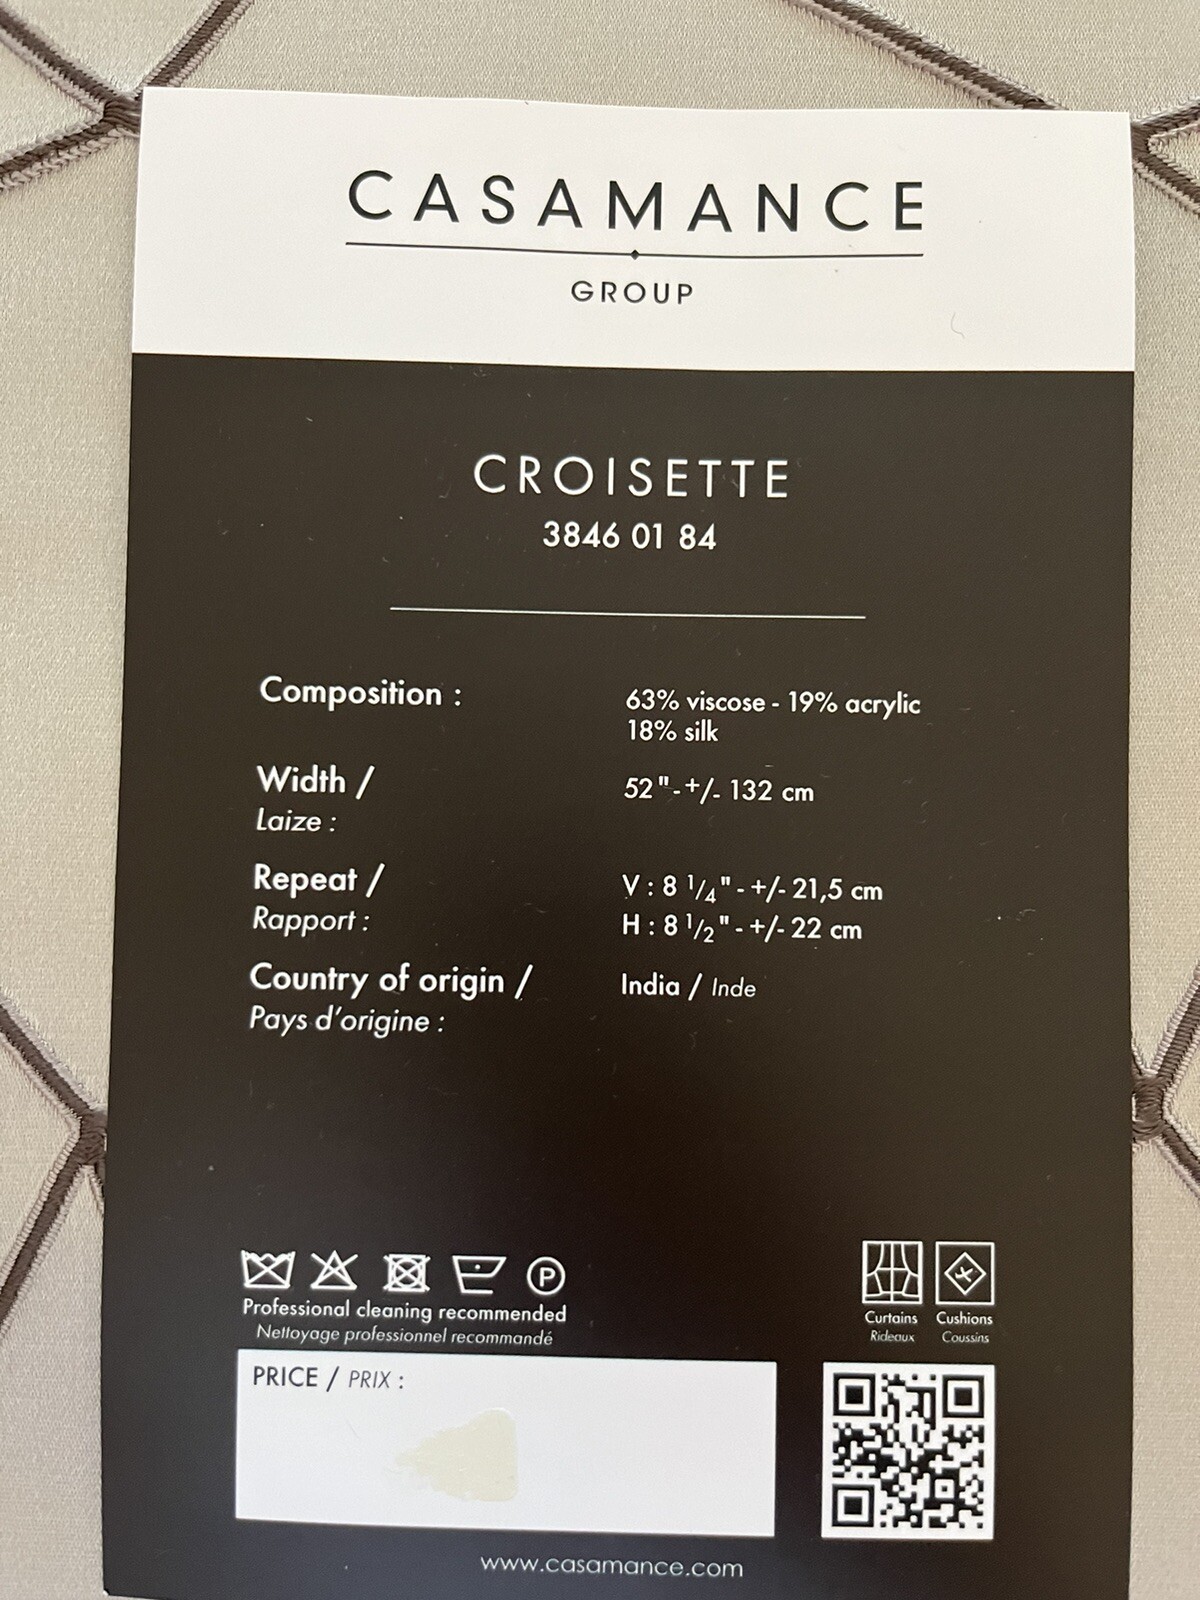 CASAMANCE
GROUP
CROISETTE
3846 01 84
Composition : 63% viscose - 19% acrylic
18% silk
Width / 52"-+/- 132 cm
Laize :
Repeat / V : 8 1/4" - +/- 21,5 cm
Rapport : H : 8 1/2" - +/- 22 cm
Country of origin / India / Inde
Pays d'origine :
P
Professional cleaning recommended
Nettoyage professionnel recommandé
Curtains Cushions
Rideaux Coussins
PRICE / PRIX :
www.casamance.com